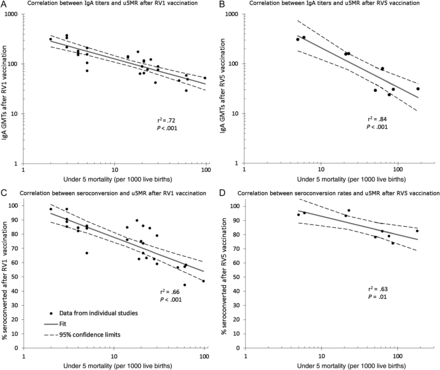 A
Correlation between IgA titers and u5MR after RV1 vaccination
IgA GMTs after RV1 vaccination
1000
100
10
1
r² = .72
P < .001
1
10
100
Under 5 mortality (per 1000 live births)
B
Correlation between IgA titers and u5MR after RV5 vaccination
IgA GMTs after RV5 vaccination
1000
100
10
1
r² = .84
P < .001
1
10
100
Under 5 mortality (per 1000 live births)
C
Correlation between seroconversion and u5MR after RV1 vaccination
% seroconverted after RV1 vaccination
100
90
80
70
60
50
40
30
20
10
0
r² = .66
P < .001
Data from individual studies
Fit
95% confidence limits
1
10
100
Under 5 mortality (per 1000 live births)
D
Correlation between seroconversion rates and u5MR after RV5 vaccination
% seroconverted after RV5 vaccination
100
90
80
70
60
50
40
30
20
10
0
r² = .63
P = .01
1
10
100
Under 5 mortality (per 1000 live births)